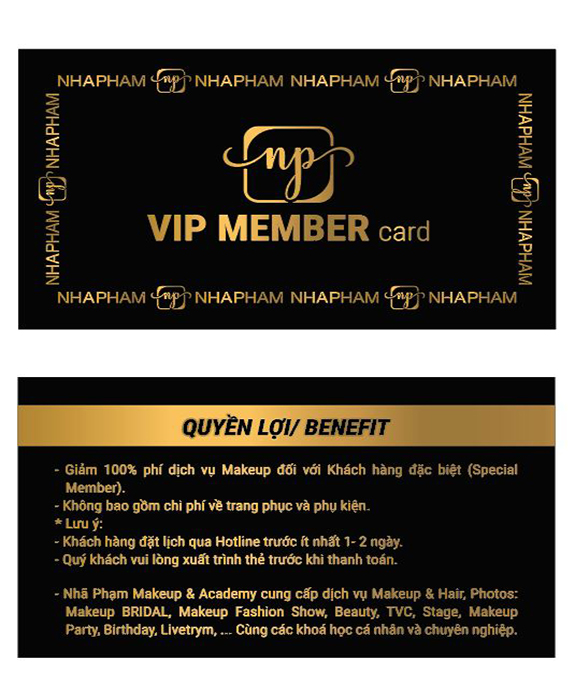 NHAPHAM np NHAPHAM NHAPHAM np NHAPHAM
NHAPHAM np NHAPHAM
NHAPHAM np NHAPHAM
np
VIP MEMBER card
NHAPHAM np NHAPHAM NHAPHAM np NHAPHAM
QUYỀN LỢI/ BENEFIT
- Giảm 100% phí dịch vụ Makeup đối với Khách hàng đặc biệt (Special
Member).
- Không bao gồm chi phí về trang phục và phụ kiện.
* Lưu ý:
- Khách hàng đặt lịch qua Hotline trước ít nhất 1- 2 ngày.
- Quý khách vui lòng xuất trình thẻ trước khi thanh toán.
- Nhã Phạm Makeup & Academy cung cấp dịch vụ Makeup & Hair, Photos:
Makeup BRIDAL, Makeup Fashion Show, Beauty, TVC, Stage, Makeup
Party, Birthday, Livetrym, ... Cùng các khoá học cá nhân và chuyên nghiệp.